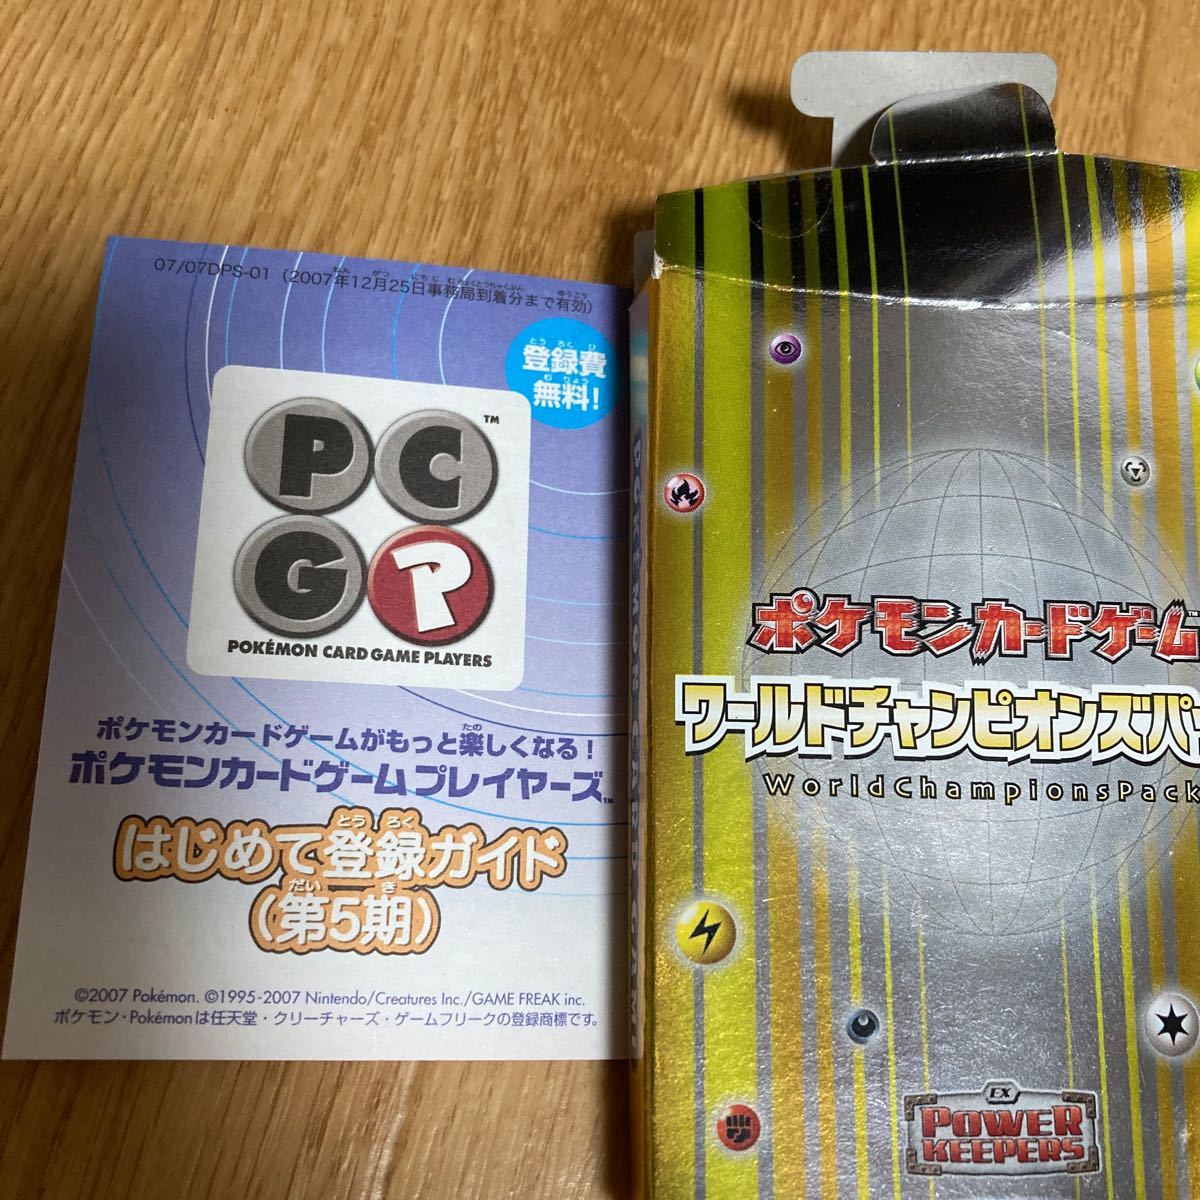 07/07DPS-01（2007年12月25日事務局到着分まで有効）
登録費
無料！
PC
GP
™
POKÉMON CARD GAME PLAYERS
ポケモンカードゲームがもっと楽しくなる！
ポケモンカードゲーム プレイヤーズ™
はじめて登録ガイド
（第5期）
©2007 Pokémon. ©1995-2007 Nintendo/Creatures Inc./GAME FREAK inc.
ポケモン・Pokémonは任天堂・クリーチャーズ・ゲームフリークの登録商標です。
POKÉMON CARD GAME
ポケモンカードゲーム™
ワールドチャンピオンズパ
WorldChampionsPack
EX
POWER
KEEPERS